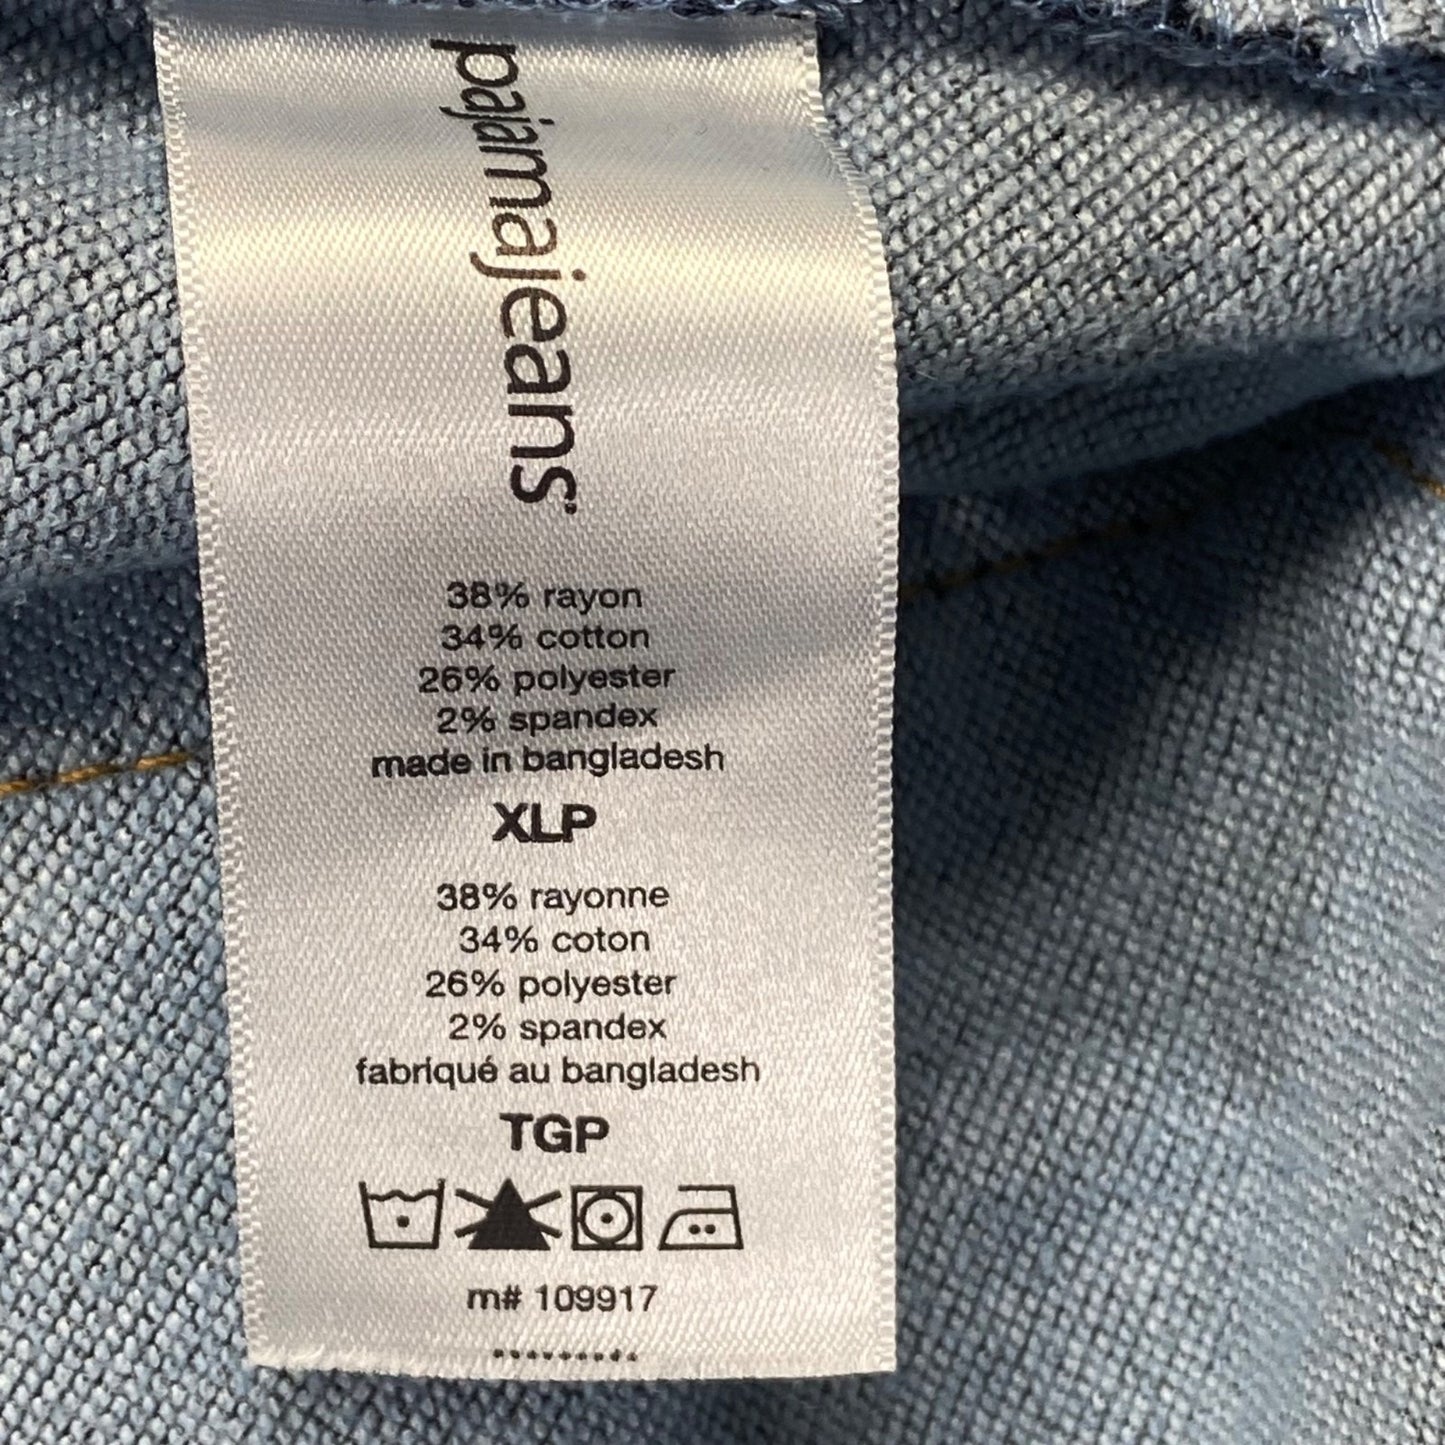 pajamajeans
38% rayon
34% cotton
26% polyester
2% spandex
made in bangladesh
XLP
38% rayonne
34% coton
26% polyester
2% spandex
fabriqué au bangladesh
TGP
m# 109917